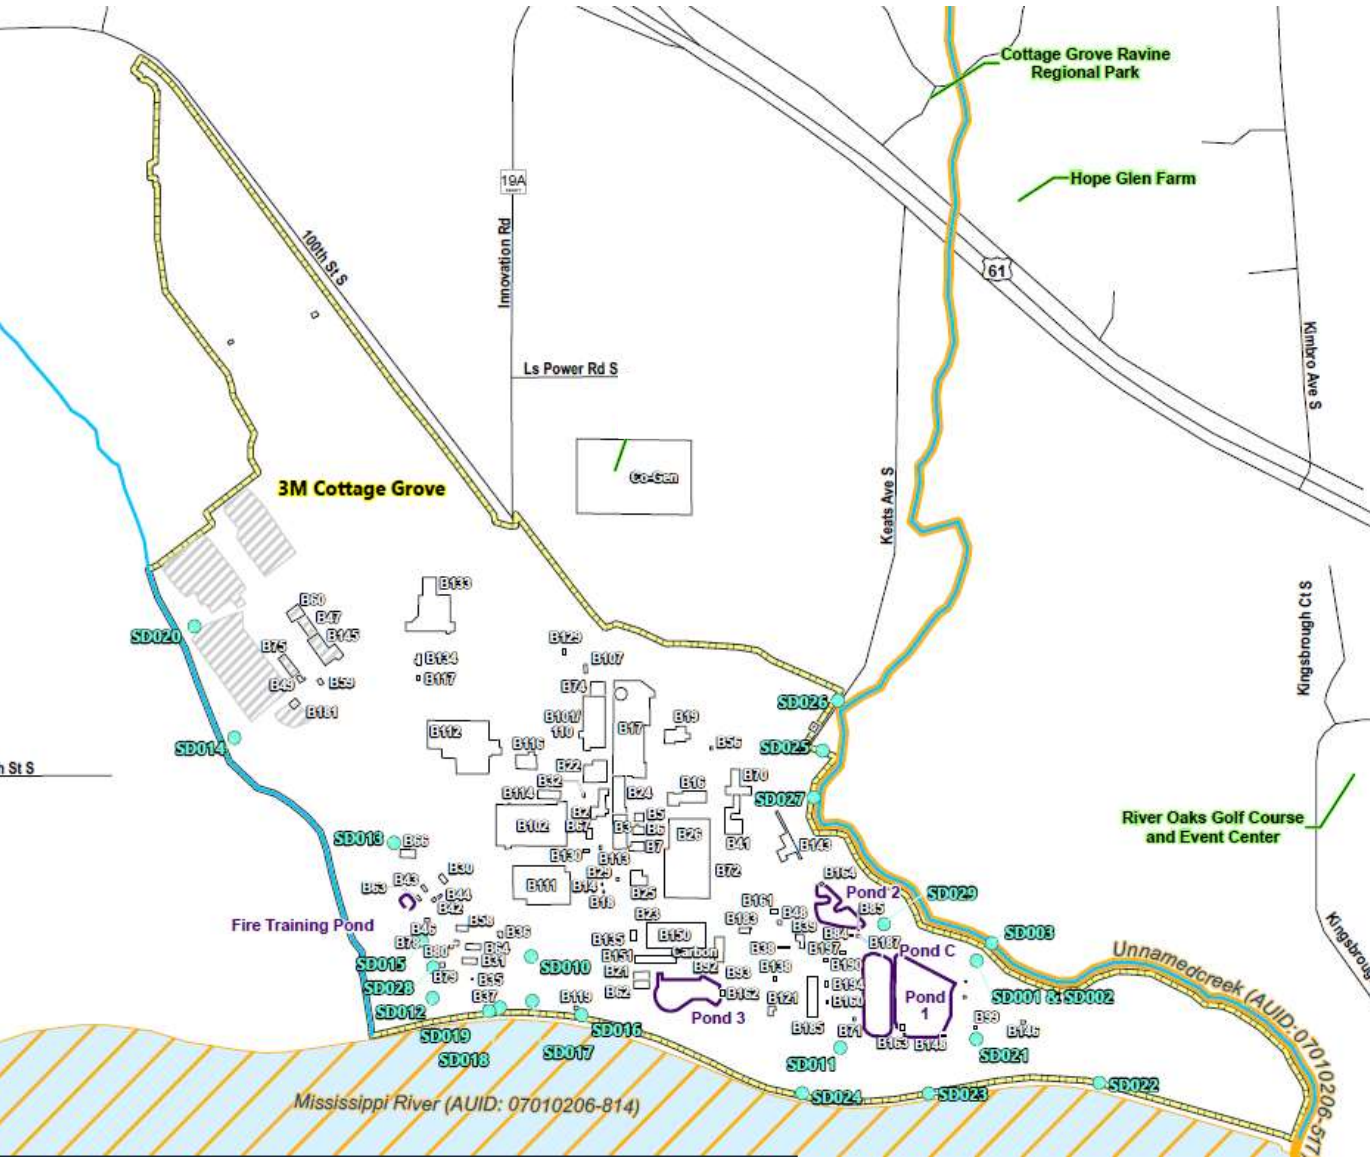 Cottage Grove Ravine
Regional Park
Hope Glen Farm
19A
Innovation Rd
100th St S
61
Kimbro Ave S
Ls Power Rd S
Co-Gen
3M Cottage Grove
Keats Ave S
Kingsbrough Ct S
B133
B60
B47
B145
SD020
B75
B49
B59
B181
B134
B117
B129
B107
B74
B101/
110
B17
B19
B56
SD026
SD025
SD014
h St S
B112
B116
B22
B32
B114
B24
B16
B70
SD027
River Oaks Golf Course
and Event Center
B102
B2
B67
B3
B5
B6
B7
B26
B41
B143
SD013
B66
B130
B113
B29
B14
B18
B25
B72
B111
B30
B43
B63
B44
B42
B164
Pond 2
SD029
B85
Fire Training Pond
B46
B58
B36
B23
B161
B183
B48
B39
B84
B187
Pond C
SD003
B78
B80
B64
B31
B135
B150
B151
Carbon
B38
B197
B190
SD015
SD028
B79
B35
SD010
B21
B62
B92
B93
B138
B194
B160
SD001 & SD002
SD012
B37
B119
B162
B121
Pond
1
Pond 3
B185
B71
B163
B148
B99
B146
SD019
SD018
SD017
SD016
SD011
SD021
SD024
SD023
SD022
Unnamedcreek (AUID:07010206-517
Mississippi River (AUID: 07010206-814)